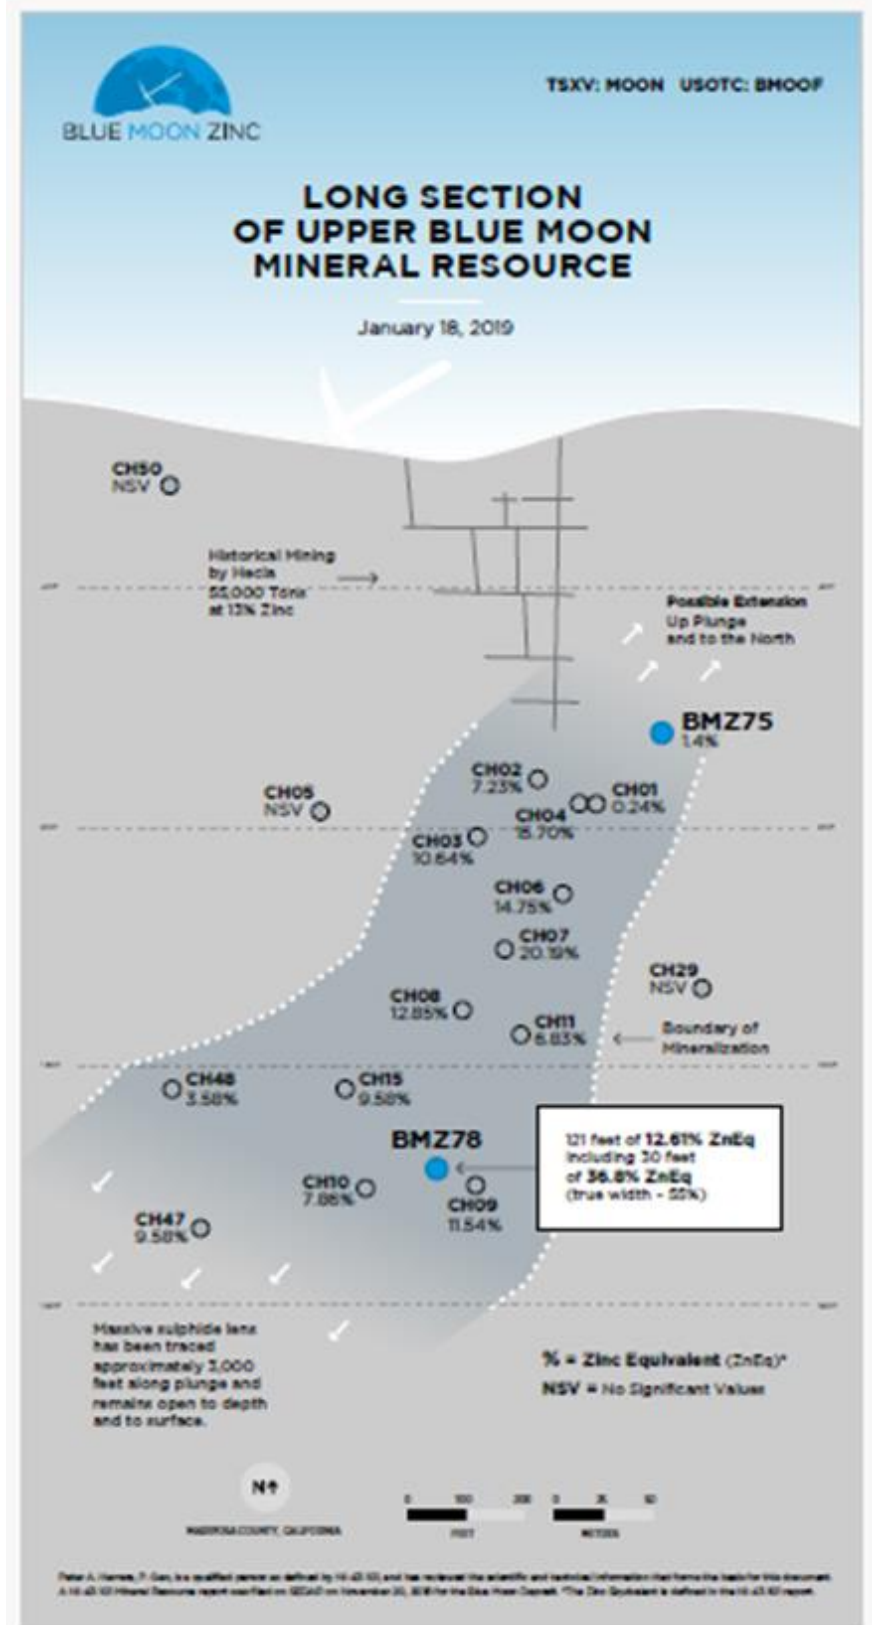 TSXV: MOON USOTC: BMOOF
BLUE MOON ZINC
LONG SECTION
OF UPPER BLUE MOON
MINERAL RESOURCE
January 18, 2019
CH50
NSV
Historical Mining
by Hecla
55,000 Tons
at 13% Zinc
Possible Extension
Up Plunge
and to the North
BMZ75
1.4%
CH02
7.23%
CH05
NSV
CH01
0.24%
CH04
15.70%
CH03
10.64%
CH06
14.75%
CH07
20.19%
CH29
NSV
CH08
12.85%
CH11
6.83%
Boundary of
Mineralization
CH48
3.58%
CH15
9.58%
BMZ78
121 feet of 12.61% ZnEq
including 30 feet
of 36.8% ZnEq
(true width ~ 55%)
CH10
7.86%
CH09
11.54%
CH47
9.58%
Massive sulphide lens
has been traced
approximately 3,000
feet along plunge and
remains open to depth
and to surface.
% = Zinc Equivalent (ZnEq)*
NSV = No Significant Values
N↑
MARIPOSA COUNTY, CALIFORNIA
0 100 200
FEET
0 25 50
METERS